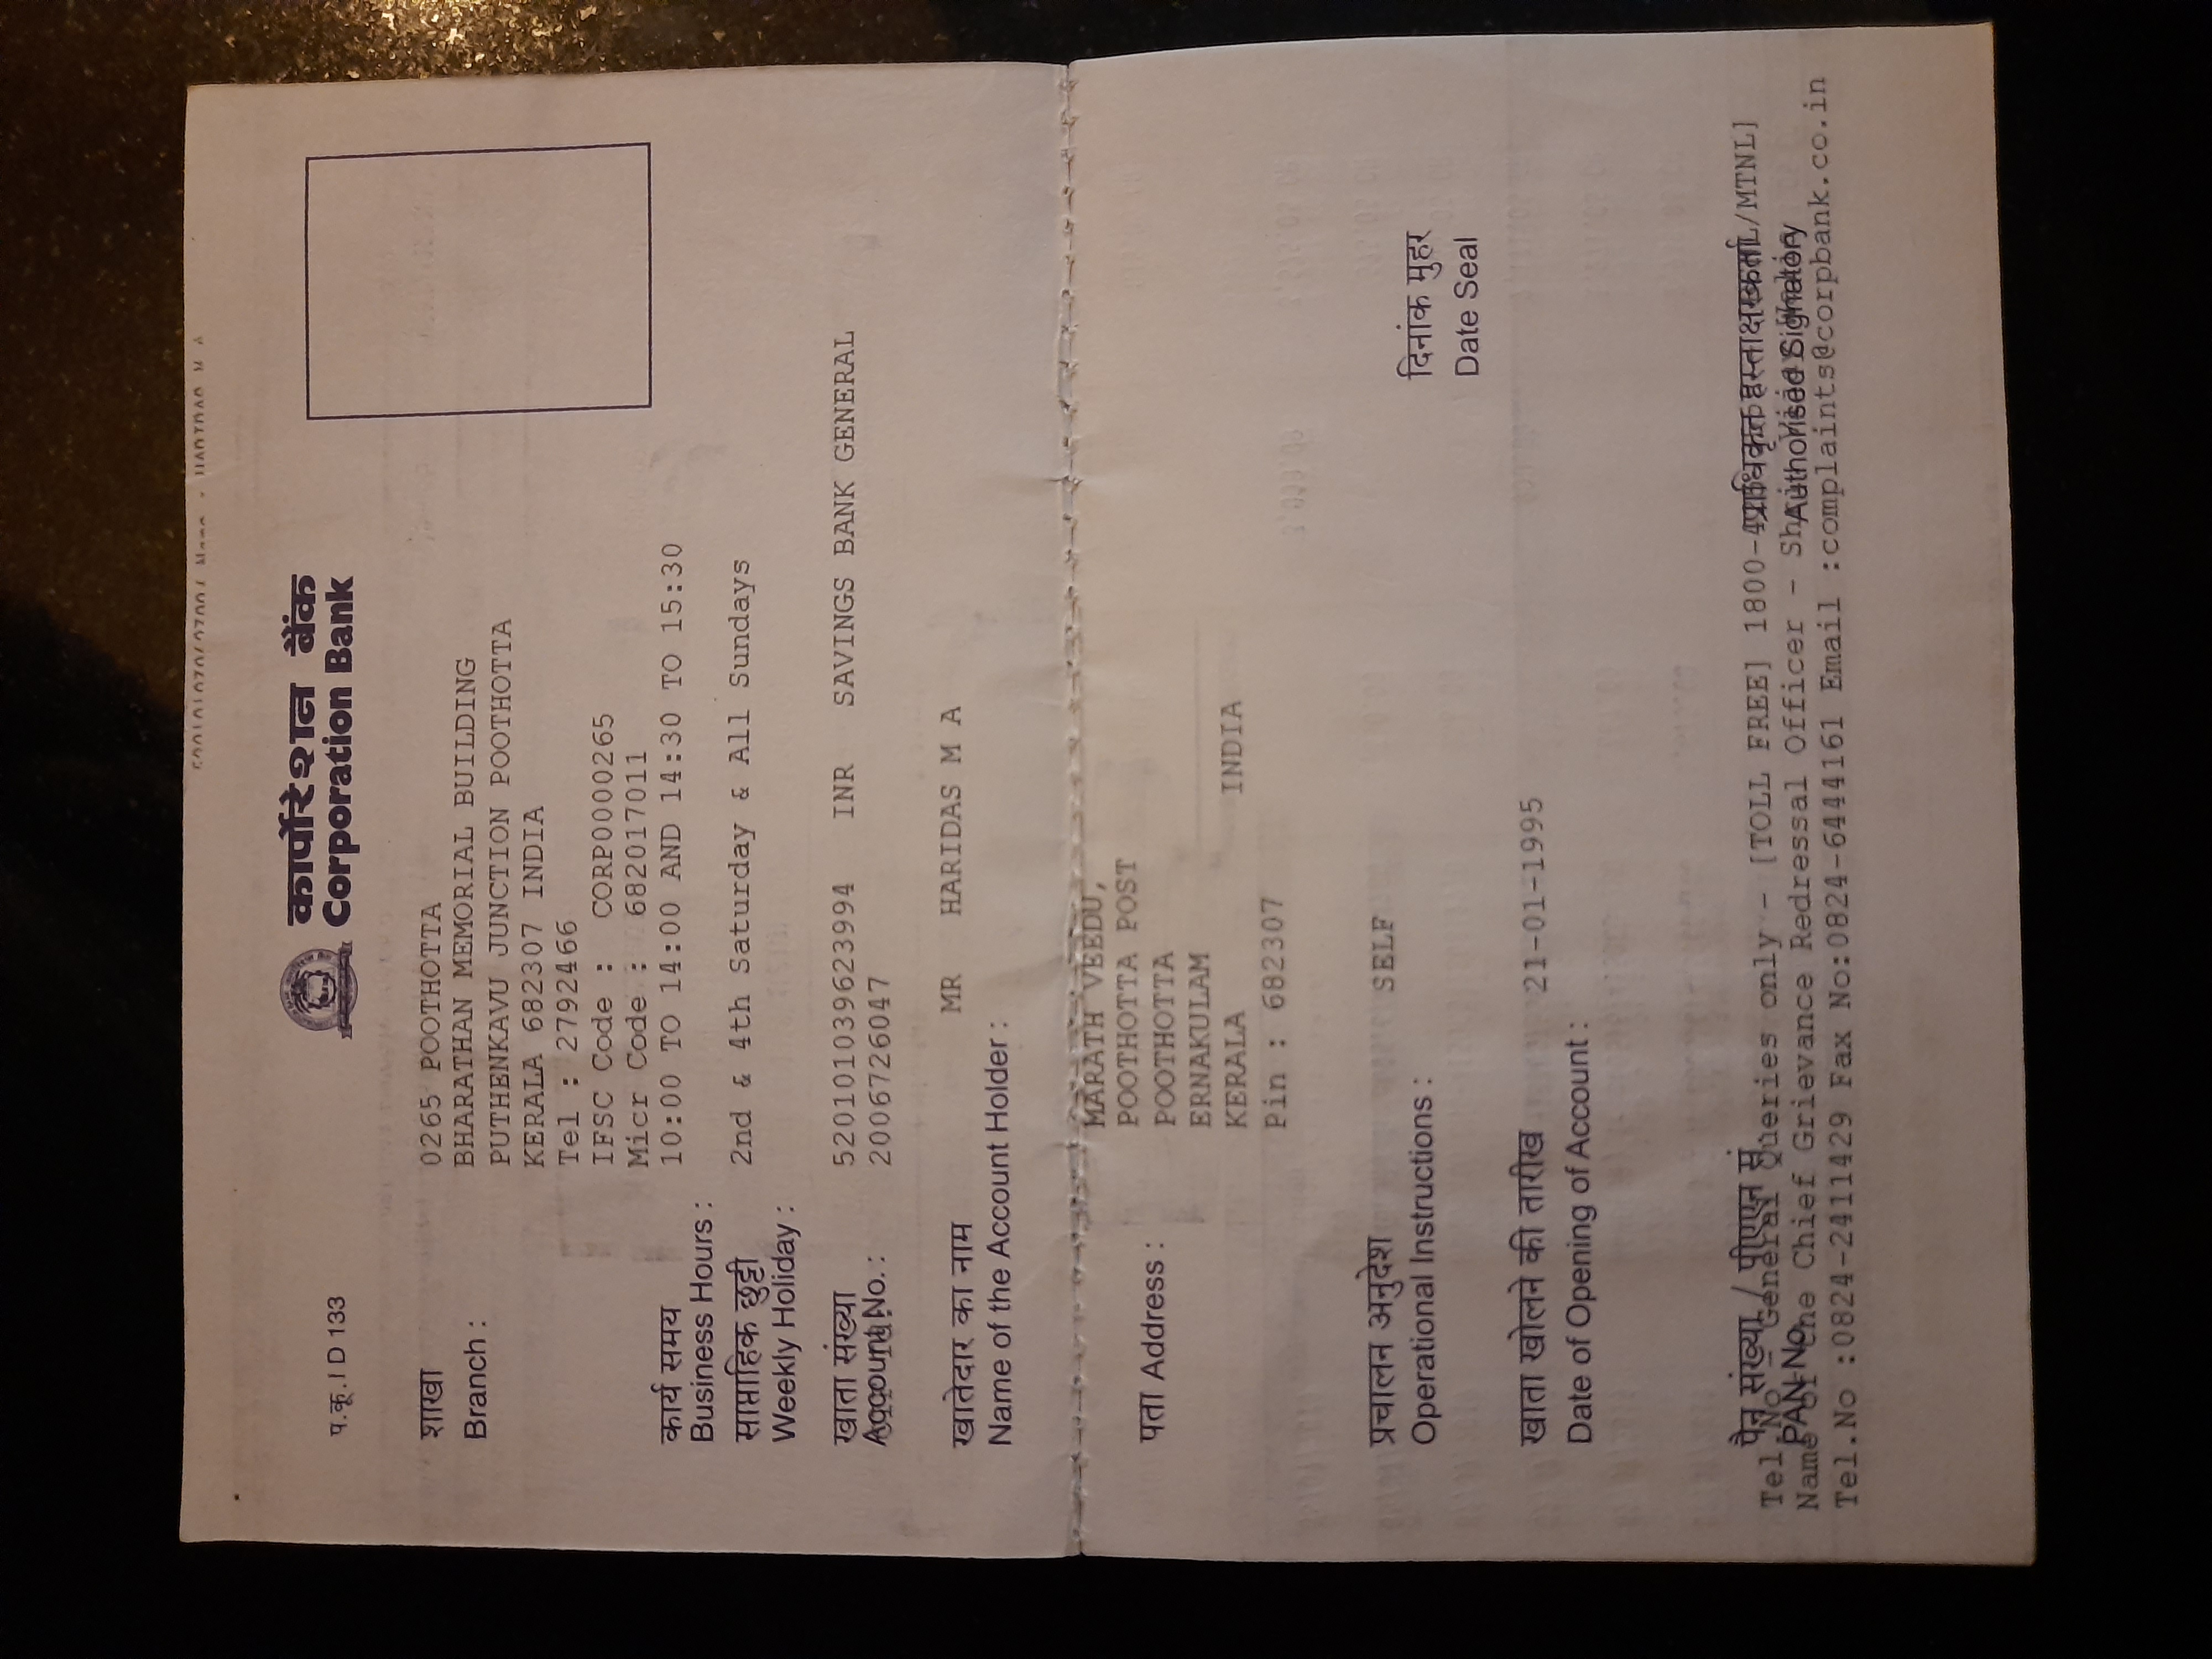 Name : HARIDAS M A
कार्पोरेशन बैंक
Corporation Bank
प.कू.I D 133
शाखा 0265 POOTHOTTA
Branch : BHARATHAN MEMORIAL BUILDING
PUTHENKAVU JUNCTION POOTHOTTA
KERALA 682307 INDIA
Tel : 2792466
IFSC Code : CORP0000265
Micr Code : 682017011
कार्य समय 10:00 TO 14:00 AND 14:30 TO 15:30
Business Hours :
साप्ताहिक छुट्टी 2nd & 4th Saturday & All Sundays
Weekly Holiday :
खाता संख्या 520101039623994 INR SAVINGS BANK GENERAL
Account No. : 2006726047
खातेदार का नाम MR HARIDAS M A
Name of the Account Holder :
MARATH VEEDU,
POOTHOTTA POST
पता Address : POOTHOTTA
ERNAKULAM
KERALA INDIA
Pin : 682307
प्रचालन अनुदेश SELF
Operational Instructions :
दिनांक मुहर
Date Seal
खाता खोलने की तारीख 21-01-1995
Date of Opening of Account :
पैन संख्या / पीएएन सं. प्राधिकृत हस्ताक्षरकर्ता
Tel.No - General Queries only - [TOLL FREE] 1800- /MTNL]
PAN No. Authorised Signatory
Name of the Chief Grievance Redressal Officer - Shri Vijay
Tel.No :0824-2411429 Fax No:0824-6444161 Email :complaints@corpbank.co.in